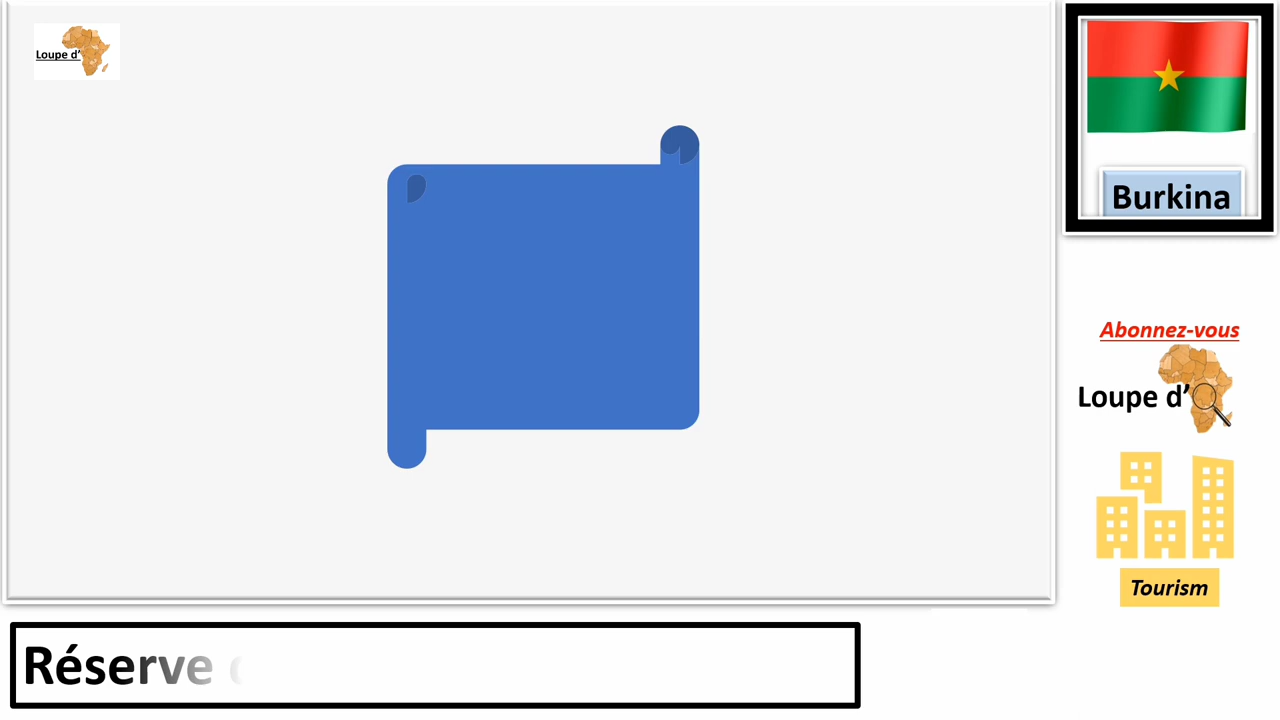 Loupe d'
Burkina
Abonnez-vous
Loupe d'
Tourism
Réserve